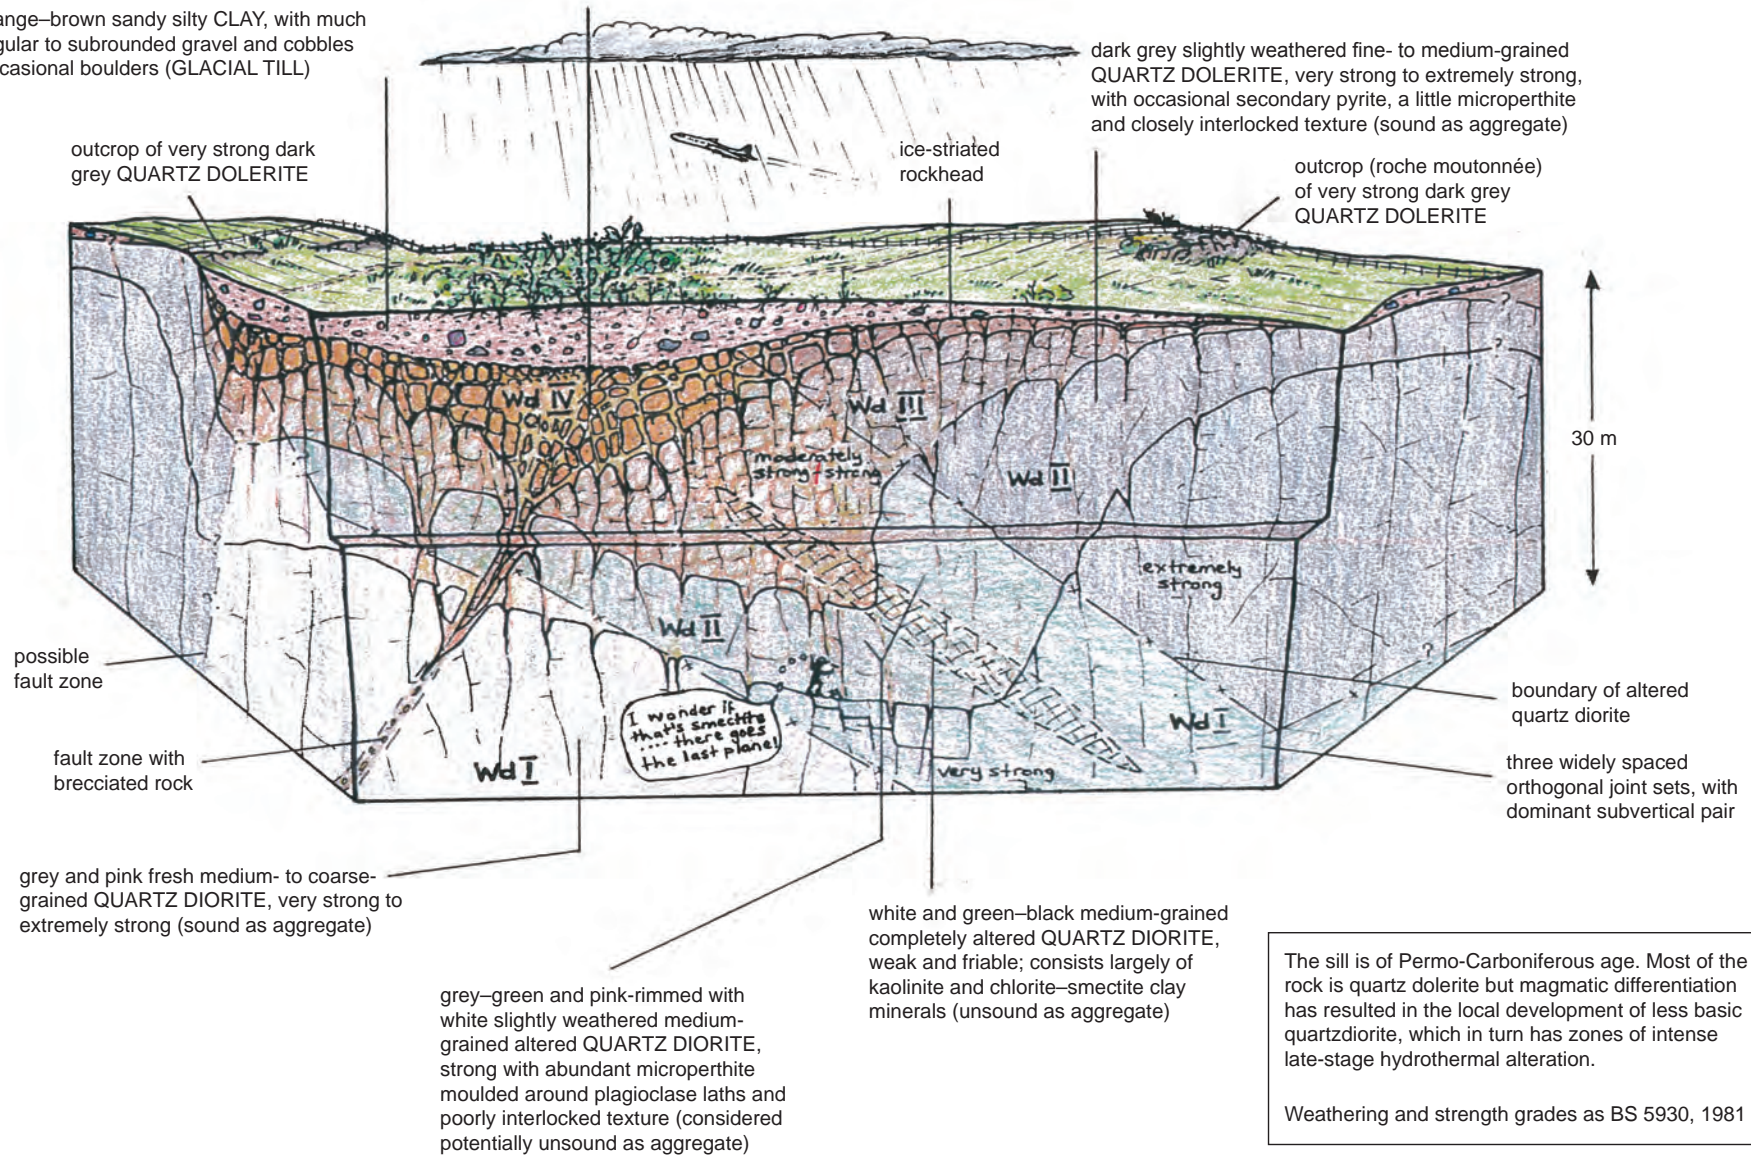 sandy silty CLAY, with much
to subrounded gravel and cobbles
boulders (GLACIAL TILL)
dark grey slightly weathered fine- to medium-grained
QUARTZ DOLERITE, very strong to extremely strong,
with occasional secondary pyrite, a little microperthite
and closely interlocked texture (sound as aggregate)
outcrop of very strong dark
grey QUARTZ DOLERITE
ice-striated
rockhead
outcrop (roche moutonnée)
of very strong dark grey
QUARTZ DOLERITE
?
?
30 m
Wd IV
Wd III
moderately
strong - strong
Wd II
extremely
strong
Wd II
?
possible
fault zone
fault zone with
brecciated rock
I wonder if
that's smectite
.... there goes
the last plane!
Wd I
very strong
Wd I
boundary of altered
quartz diorite
three widely spaced
orthogonal joint sets, with
dominant subvertical pair
grey and pink fresh medium- to coarse-
grained QUARTZ DIORITE, very strong to
extremely strong (sound as aggregate)
grey–green and pink-rimmed with
white slightly weathered medium-
grained altered QUARTZ DIORITE,
strong with abundant microperthite
moulded around plagioclase laths and
poorly interlocked texture (considered
potentially unsound as aggregate)
white and green–black medium-grained
completely altered QUARTZ DIORITE,
weak and friable; consists largely of
kaolinite and chlorite–smectite clay
minerals (unsound as aggregate)
The sill is of Permo-Carboniferous age. Most of the
rock is quartz dolerite but magmatic differentiation
has resulted in the local development of less basic
quartzdiorite, which in turn has zones of intense
late-stage hydrothermal alteration.
Weathering and strength grades as BS 5930, 1981